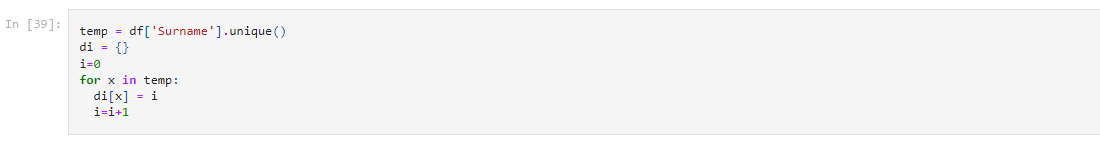 In [39]:
temp = df['Surname'].unique()
di = {}
i=0
for x in temp:
  di[x] = i
  i=i+1